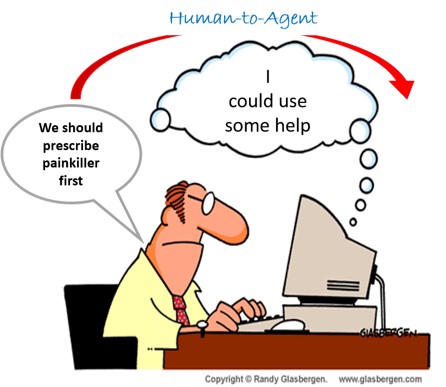 Human-to-Agent
I
could use
some help
We should
prescribe
painkiller
first
GLASBERGEN
Copyright © Randy Glasbergen. www.glasbergen.com